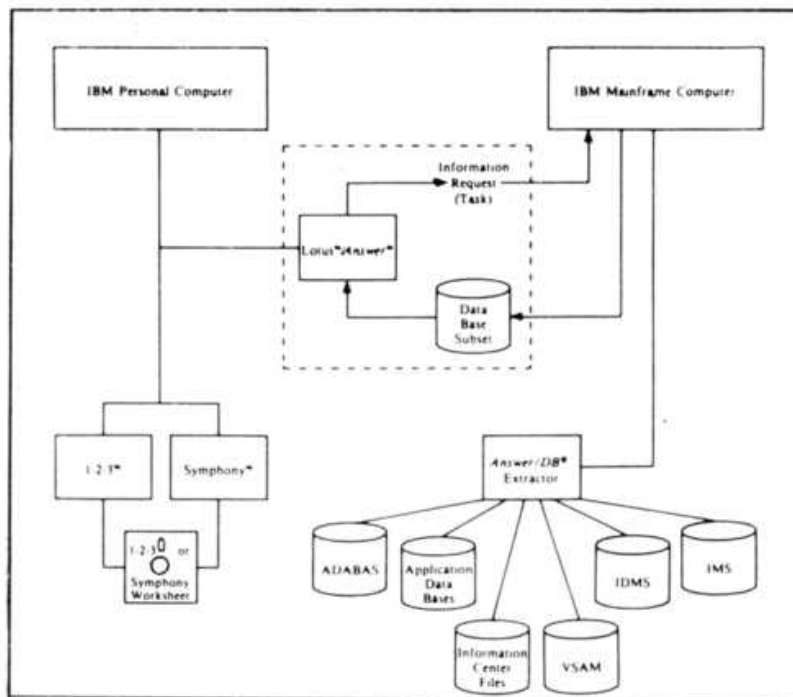 IBM Personal Computer
IBM Mainframe Computer
Information
Request
(Task)
Lotus*/Answer*
Data
Base
Subset
1-2-3*
Symphony*
Answer/DB*
Extractor
1-2-3 or
Symphony
Worksheet
ADABAS
Application
Data
Bases
IDMS
IMS
Information
Center
Files
VSAM